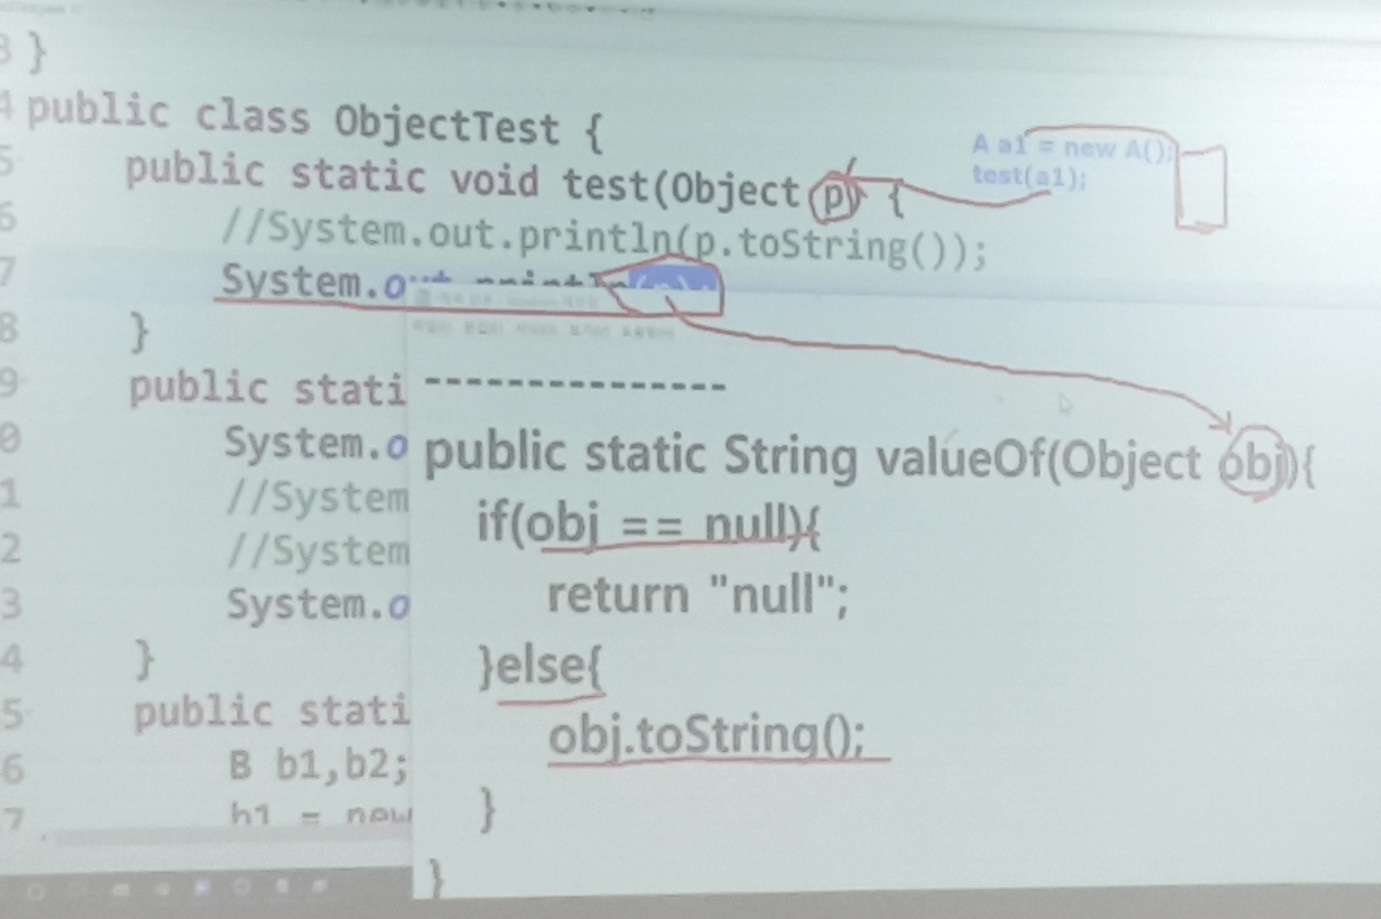 3 }
4 public class ObjectTest {
5 public static void test(Object p) {
6 //System.out.println(p.toString());
7 System.out.println(p);
8 }
9 public stati
0 System.o
1 //System
2 //System
3 System.o
4 }
5 public stati
6 B b1,b2;
7 b1 = new
A a1 = new A();
test(a1);
---------------
public static String valueOf(Object obj){
if(obj == null){
return "null";
}else{
obj.toString();
}
}